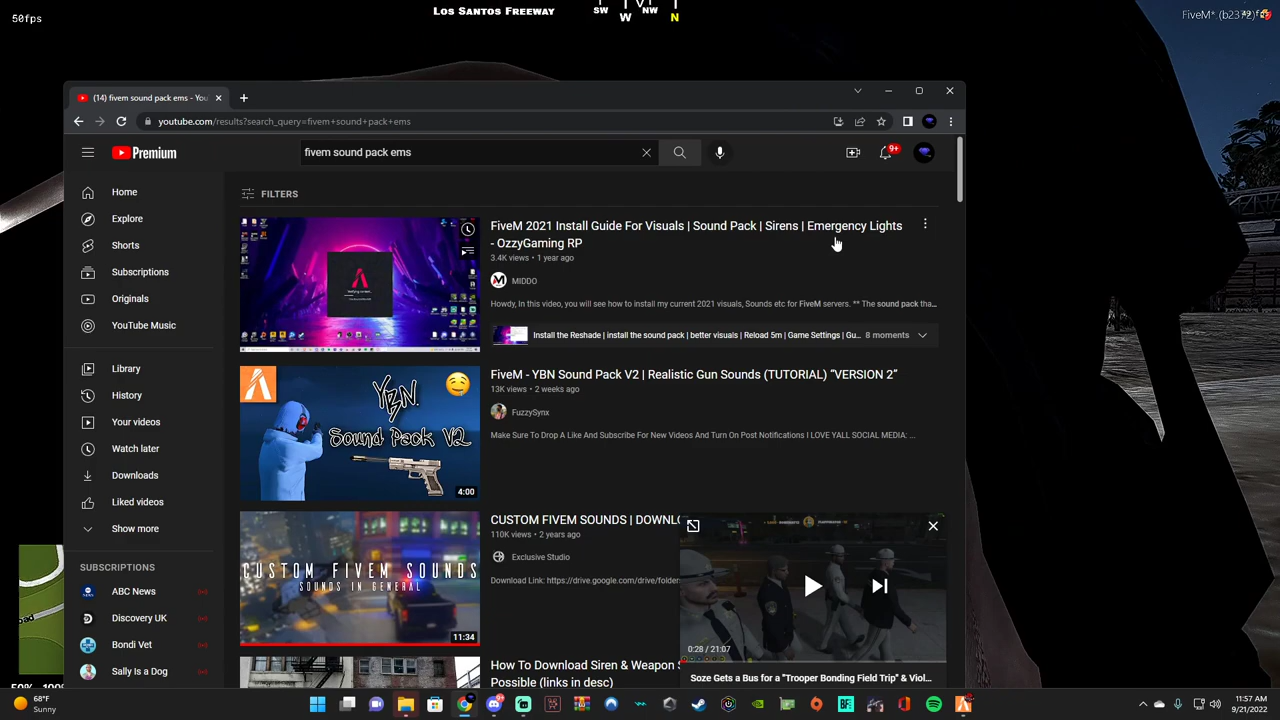 50fps
Los Santos Freeway
SW W NW N
FiveM* (b2372)
(14) fivem sound pack ems - You
youtube.com/results?search_query=fivem+sound+pack+ems
Premium
fivem sound pack ems
9+
Home
Explore
Shorts
Subscriptions
Originals
YouTube Music
Library
History
Your videos
Watch later
Downloads
Liked videos
Show more
SUBSCRIPTIONS
ABC News
Discovery UK
Bondi Vet
Sally Is a Dog
FILTERS
FiveM 2021 Install Guide For Visuals | Sound Pack | Sirens | Emergency Lights
- OzzyGaming RP
3.4K views • 1 year ago
MIDDO
Howdy, In this video, you will see how to install my current 2021 visuals, Sounds etc for FiveM servers. ** The sound pack tha...
Install the Reshade | install the sound pack | better visuals | Reload 5m | Game Settings | Gu...
8 moments
YBN.
Sound Pack V2
4:00
FiveM - YBN Sound Pack V2 | Realistic Gun Sounds (TUTORIAL) “VERSION 2”
13K views • 2 weeks ago
FuzzySynx
Make Sure To Drop A Like And Subscribe For New Videos And Turn On Post Notifications I LOVE YALL SOCIAL MEDIA: ...
CUSTOM FIVEM SOUNDS
SOUNDS IN GENERAL
11:34
CUSTOM FIVEM SOUNDS | DOWNLO
110K views • 2 years ago
Exclusive Studio
Download Link: https://drive.google.com/drive/folders
How To Download Siren & Weapon S
Possible (links in desc)
0:28 / 21:07
Soze Gets a Bus for a "Trooper Bonding Field Trip" & Viol...
68°F
Sunny
11:57 AM
9/21/2022